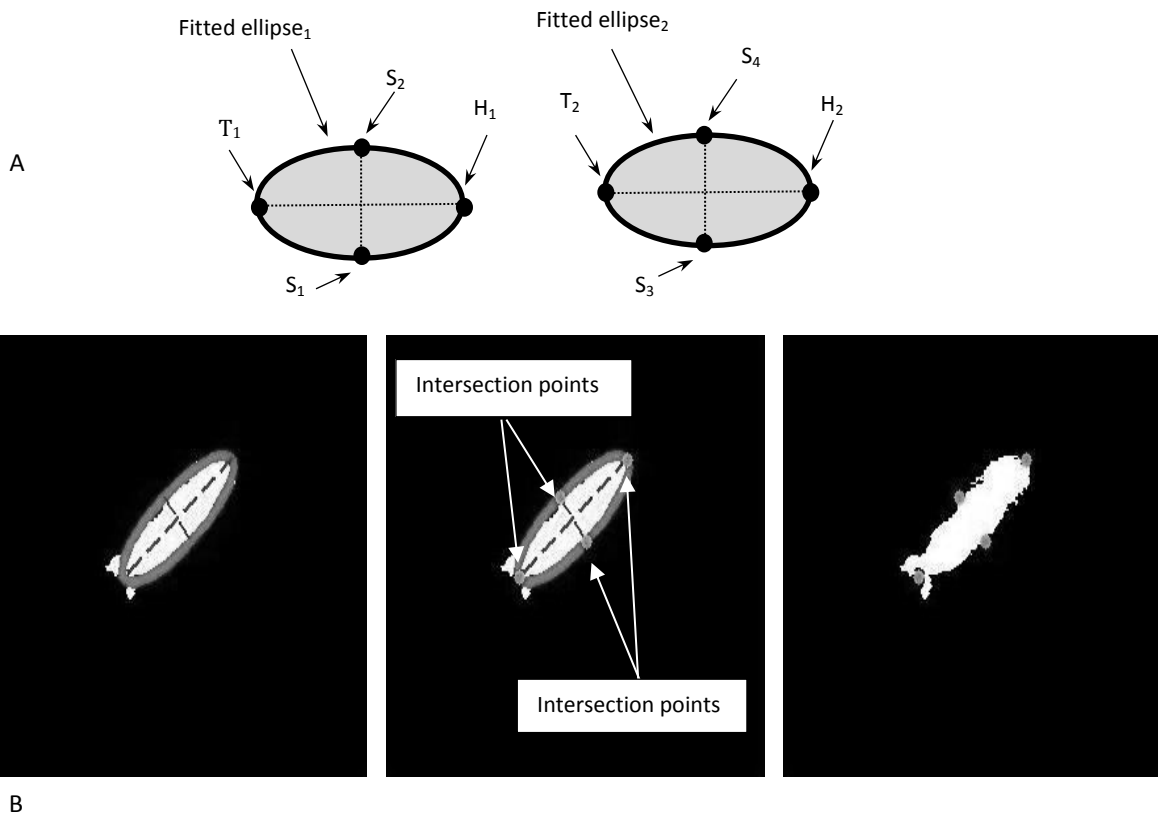 Fitted ellipse₁
Fitted ellipse₂
S₂
S₄
T₁
H₁
T₂
H₂
A
S₁
S₃
Intersection points
Intersection points
B